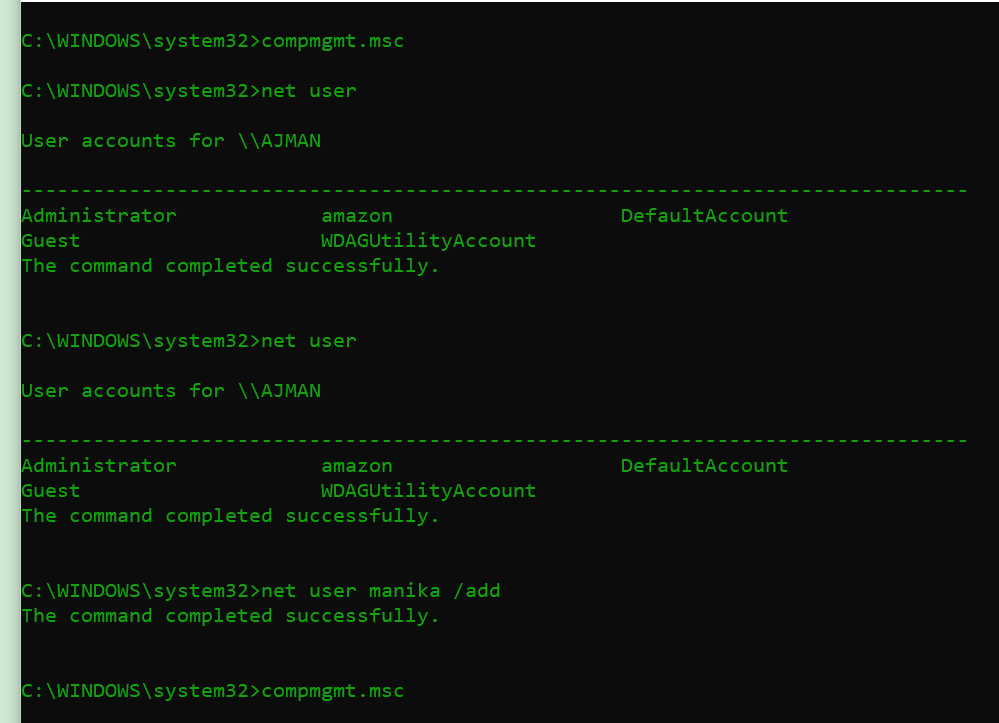 C:\WINDOWS\system32>compmgmt.msc
C:\WINDOWS\system32>net user
User accounts for \\AJMAN
-------------------------------------------------------------------------------
Administrator            amazon                   DefaultAccount
Guest                    WDAGUtilityAccount
The command completed successfully.
C:\WINDOWS\system32>net user
User accounts for \\AJMAN
-------------------------------------------------------------------------------
Administrator            amazon                   DefaultAccount
Guest                    WDAGUtilityAccount
The command completed successfully.
C:\WINDOWS\system32>net user manika /add
The command completed successfully.
C:\WINDOWS\system32>compmgmt.msc